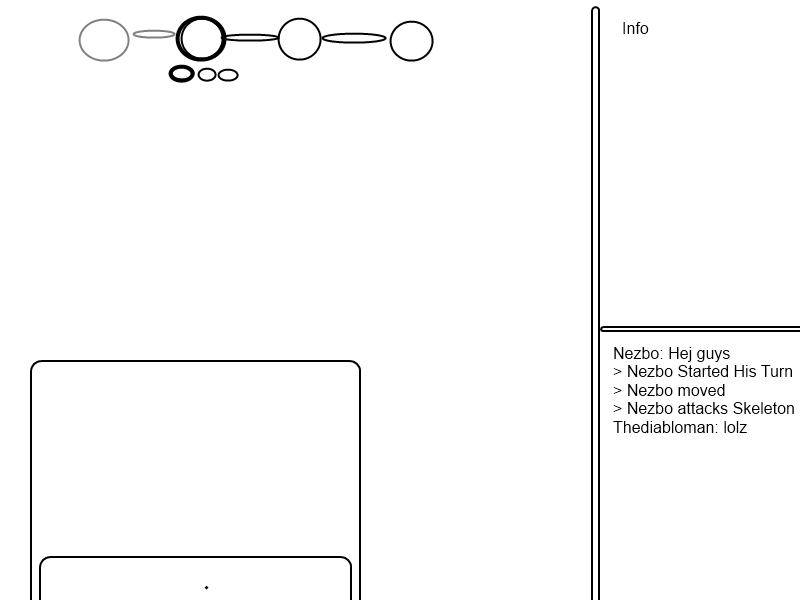 Info
Nezbo: Hej guys
> Nezbo Started His Turn
> Nezbo moved
> Nezbo attacks Skeleton
Thediabloman: lolz